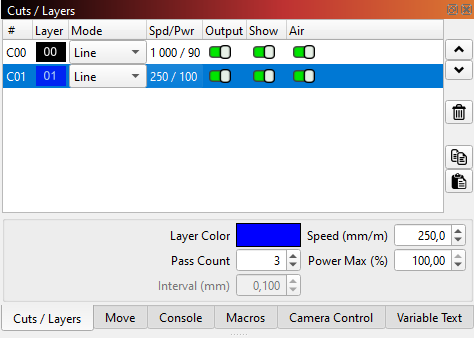 Cuts / Layers
# Layer Mode Spd/Pwr Output Show Air
C00 00 Line 1 000 / 90
C01 01 Line 250 / 100
Layer Color Speed (mm/m) 250,0
Pass Count 3 Power Max (%) 100,00
Interval (mm) 0,100
Cuts / Layers Move Console Macros Camera Control Variable Text